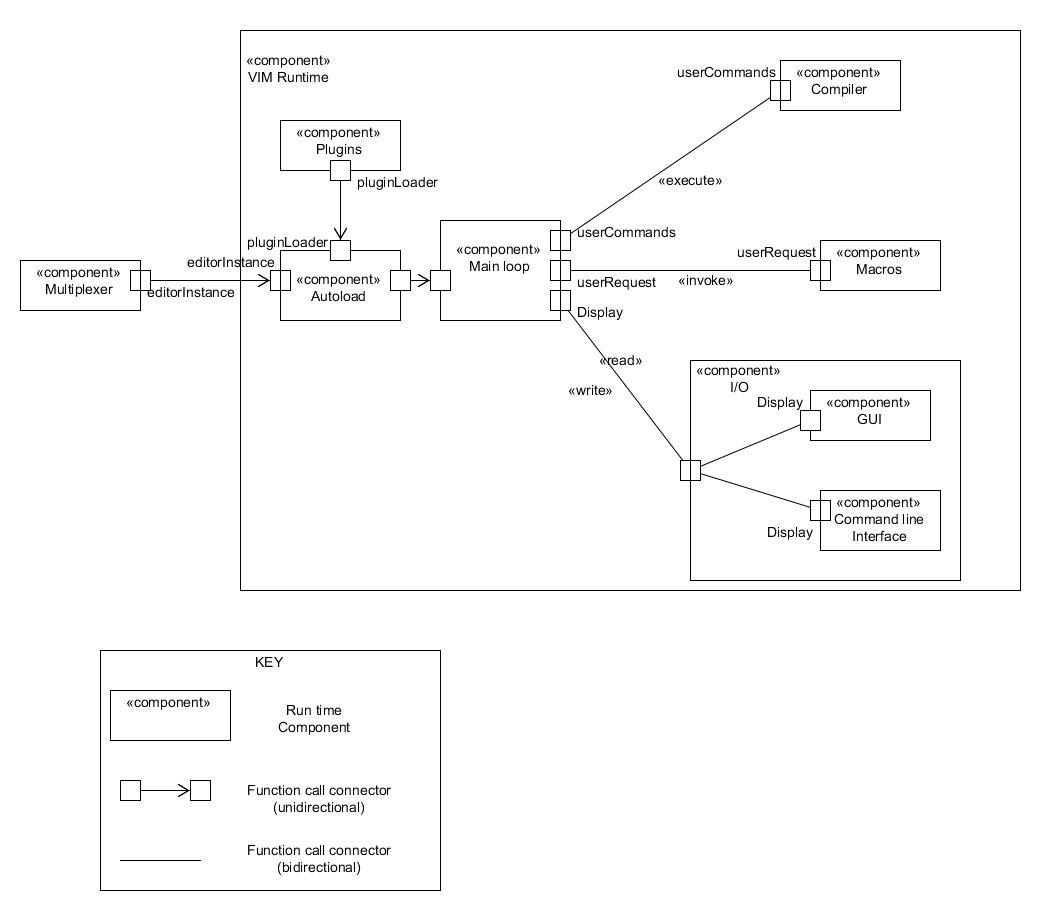 «component»
VIM Runtime
userCommands
«component»
Compiler
«component»
Plugins
pluginLoader
«execute»
pluginLoader
userCommands
«component»
Main loop
userRequest
«component»
Macros
editorInstance
«component»
Multiplexer
editorInstance
«component»
Autoload
userRequest
«invoke»
Display
«read»
«write»
«component»
I/O
Display
«component»
GUI
«component»
Command line
Interface
Display
KEY
«component»
Run time
Component
Function call connector
(unidirectional)
Function call connector
(bidirectional)